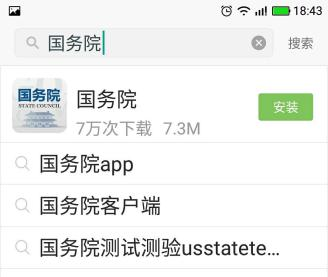 18:43
国务院
搜索
国务院
STATE COUNCIL
国务院
7万次下载 7.3M
安装
国务院app
国务院客户端
国务院测试测验usstatete…